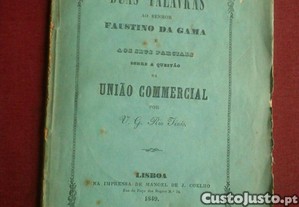 DUAS PALAVRAS
AO SENHOR
FAUSTINO DA GAMA
E
AOS SEUS PARCIAES
SOBRE A QUESTÃO
DA
UNIÃO COMMERCIAL
POR
V. G.
LISBOA
NA IMPRENSA DE MANOEL DE J. COELHO
1849.
CustoJusto.pt